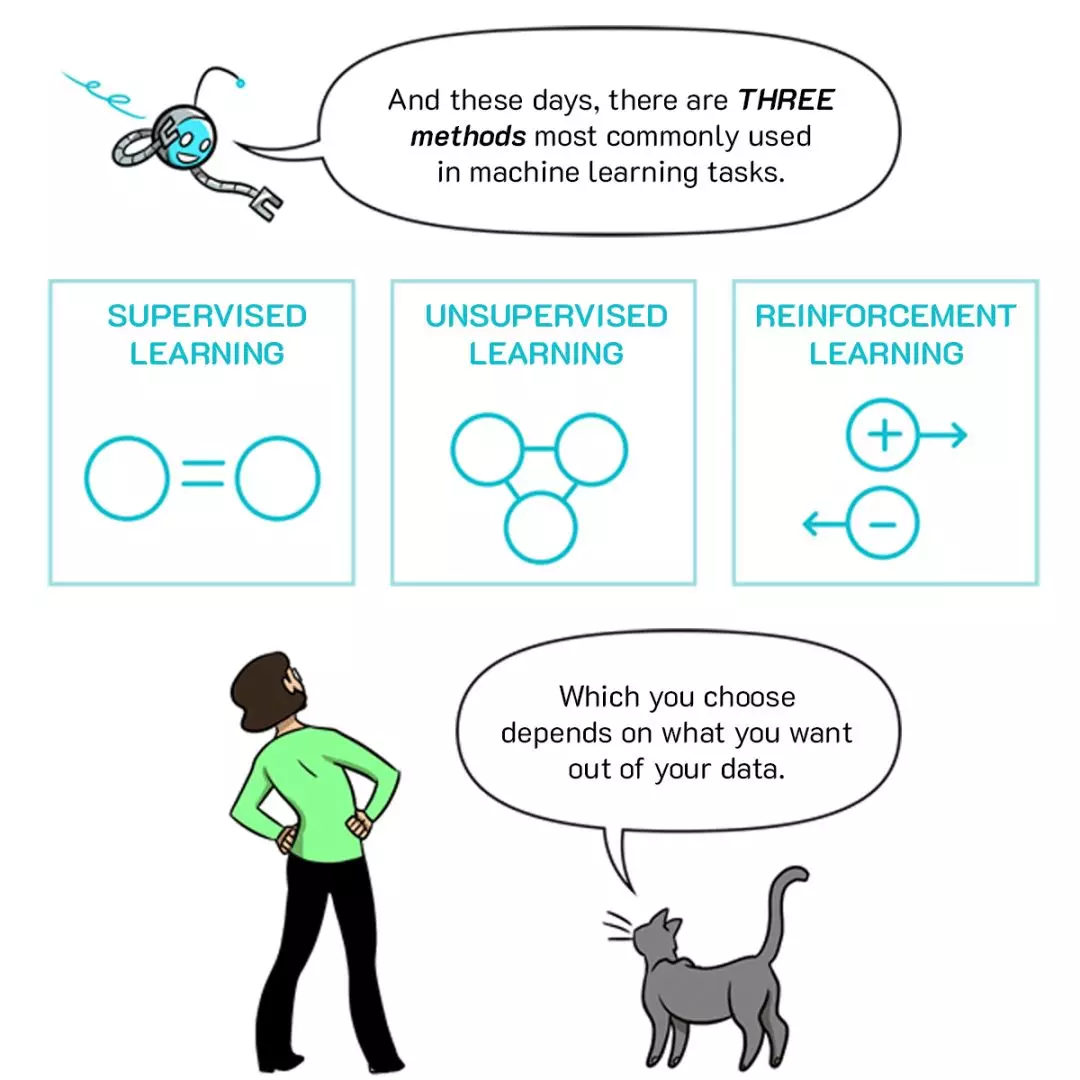 And these days, there are THREE
methods most commonly used
in machine learning tasks.
SUPERVISED
LEARNING
UNSUPERVISED
LEARNING
REINFORCEMENT
LEARNING
Which you choose
depends on what you want
out of your data.